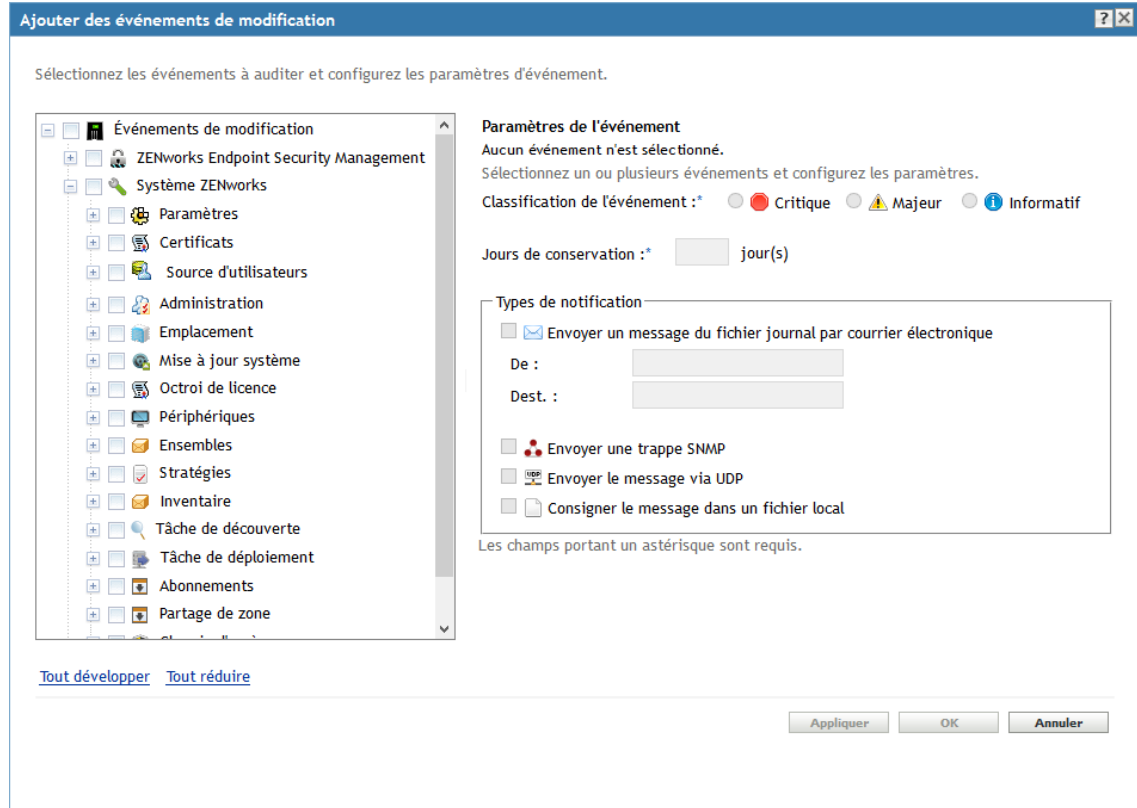 Ajouter des événements de modification
Sélectionnez les événements à auditer et configurez les paramètres d'événement.
Événements de modification
ZENworks Endpoint Security Management
Système ZENworks
Paramètres
Certificats
Source d'utilisateurs
Administration
Emplacement
Mise à jour système
Octroi de licence
Périphériques
Ensembles
Stratégies
Inventaire
Tâche de découverte
Tâche de déploiement
Abonnements
Partage de zone
Tout développer Tout réduire
Paramètres de l'événement
Aucun événement n'est sélectionné.
Sélectionnez un ou plusieurs événements et configurez les paramètres.
Classification de l'événement :* Critique Majeur Informatif
Jours de conservation :* jour(s)
Types de notification
Envoyer un message du fichier journal par courrier électronique
De :
Dest. :
Envoyer une trappe SNMP
UDP Envoyer le message via UDP
Consigner le message dans un fichier local
Les champs portant un astérisque sont requis.
Appliquer OK Annuler